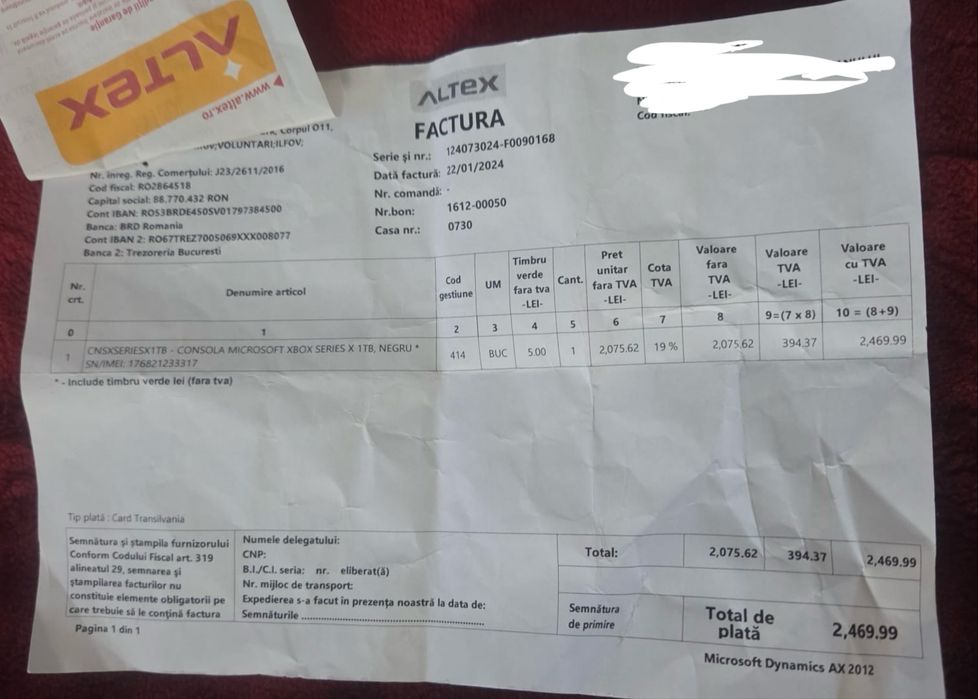 www.altex.ro
ALTEX
de Garanție
Corpul O11,
VOLUNTARI;ILFOV;
Nr. înreg. Reg. Comerțului: J23/2611/2016
Cod fiscal: RO2864518
Capital social: 88.770.432 RON
Cont IBAN: RO53BRDE450SV01797384500
Banca: BRD Romania
Cont IBAN 2: RO67TREZ7005069XXX008077
Banca 2: Trezoreria Bucuresti
ALTEX
FACTURA
Serie și nr.: 124073024-F0090168
Dată factură: 22/01/2024
Nr. comandă: -
Nr.bon: 1612-00050
Casa nr.: 0730
Cod fiscal:
Nr. crt. Denumire articol Cod gestiune UM Timbru verde fara tva -LEI- Cant. Pret unitar fara TVA -LEI- Cota TVA Valoare fara TVA -LEI- Valoare TVA -LEI- Valoare cu TVA -LEI-
0 1 2 3 4 5 6 7 8 9=(7 x 8) 10 = (8+9)
1 CNSXSERIESX1TB - CONSOLA MICROSOFT XBOX SERIES X 1TB, NEGRU * 414 BUC 5.00 1 2,075.62 19 % 2,075.62 394.37 2,469.99
SN/IMEI: 176821233317
* - Include timbru verde lei (fara tva)
Tip plată : Card Transilvania
Semnătura și ștampila furnizorului
Conform Codului Fiscal art. 319
alineatul 29, semnarea și
ștampilarea facturilor nu
constituie elemente obligatorii pe
care trebuie să le conțină factura
Numele delegatului:
CNP:
B.I./C.I. seria: nr. eliberat(ă)
Nr. mijloc de transport:
Expedierea s-a facut in prezența noastră la data de:
Semnăturile ........................................
Total: 2,075.62 394.37 2,469.99
Semnătura de primire
Total de plată 2,469.99
Pagina 1 din 1
Microsoft Dynamics AX 2012